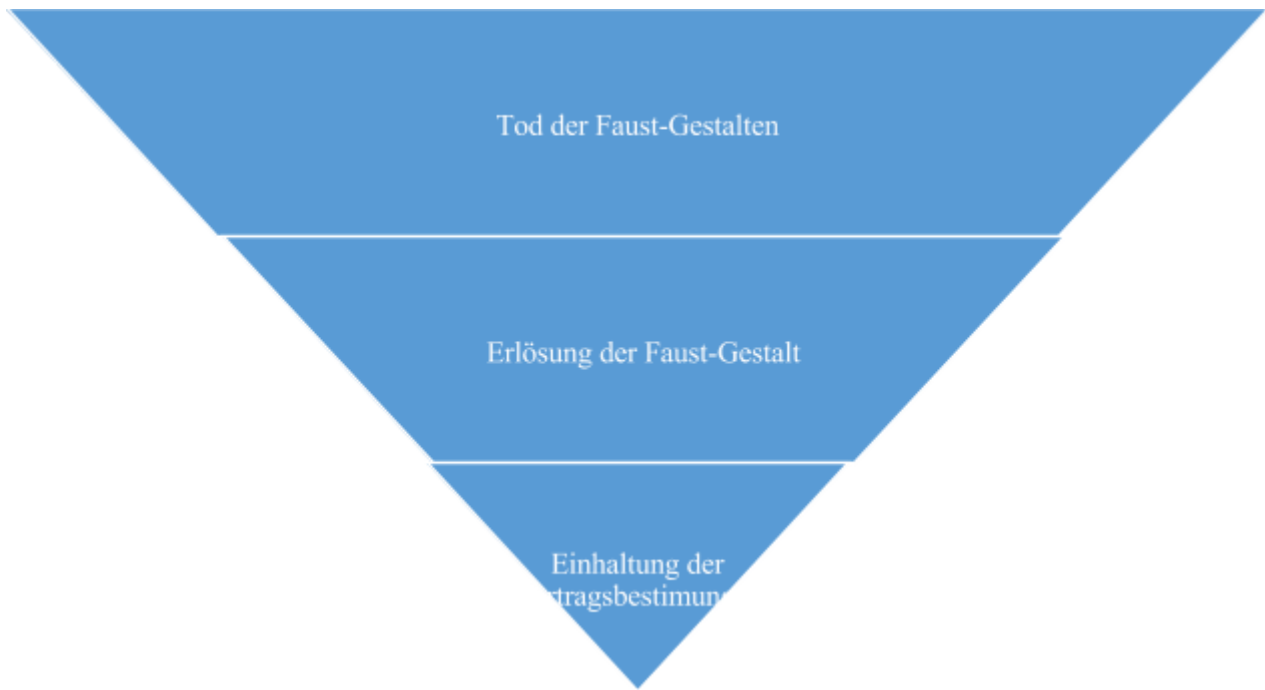 Tod der Faust-Gestalten
Erlösung der Faust-Gestalt
Einhaltung der